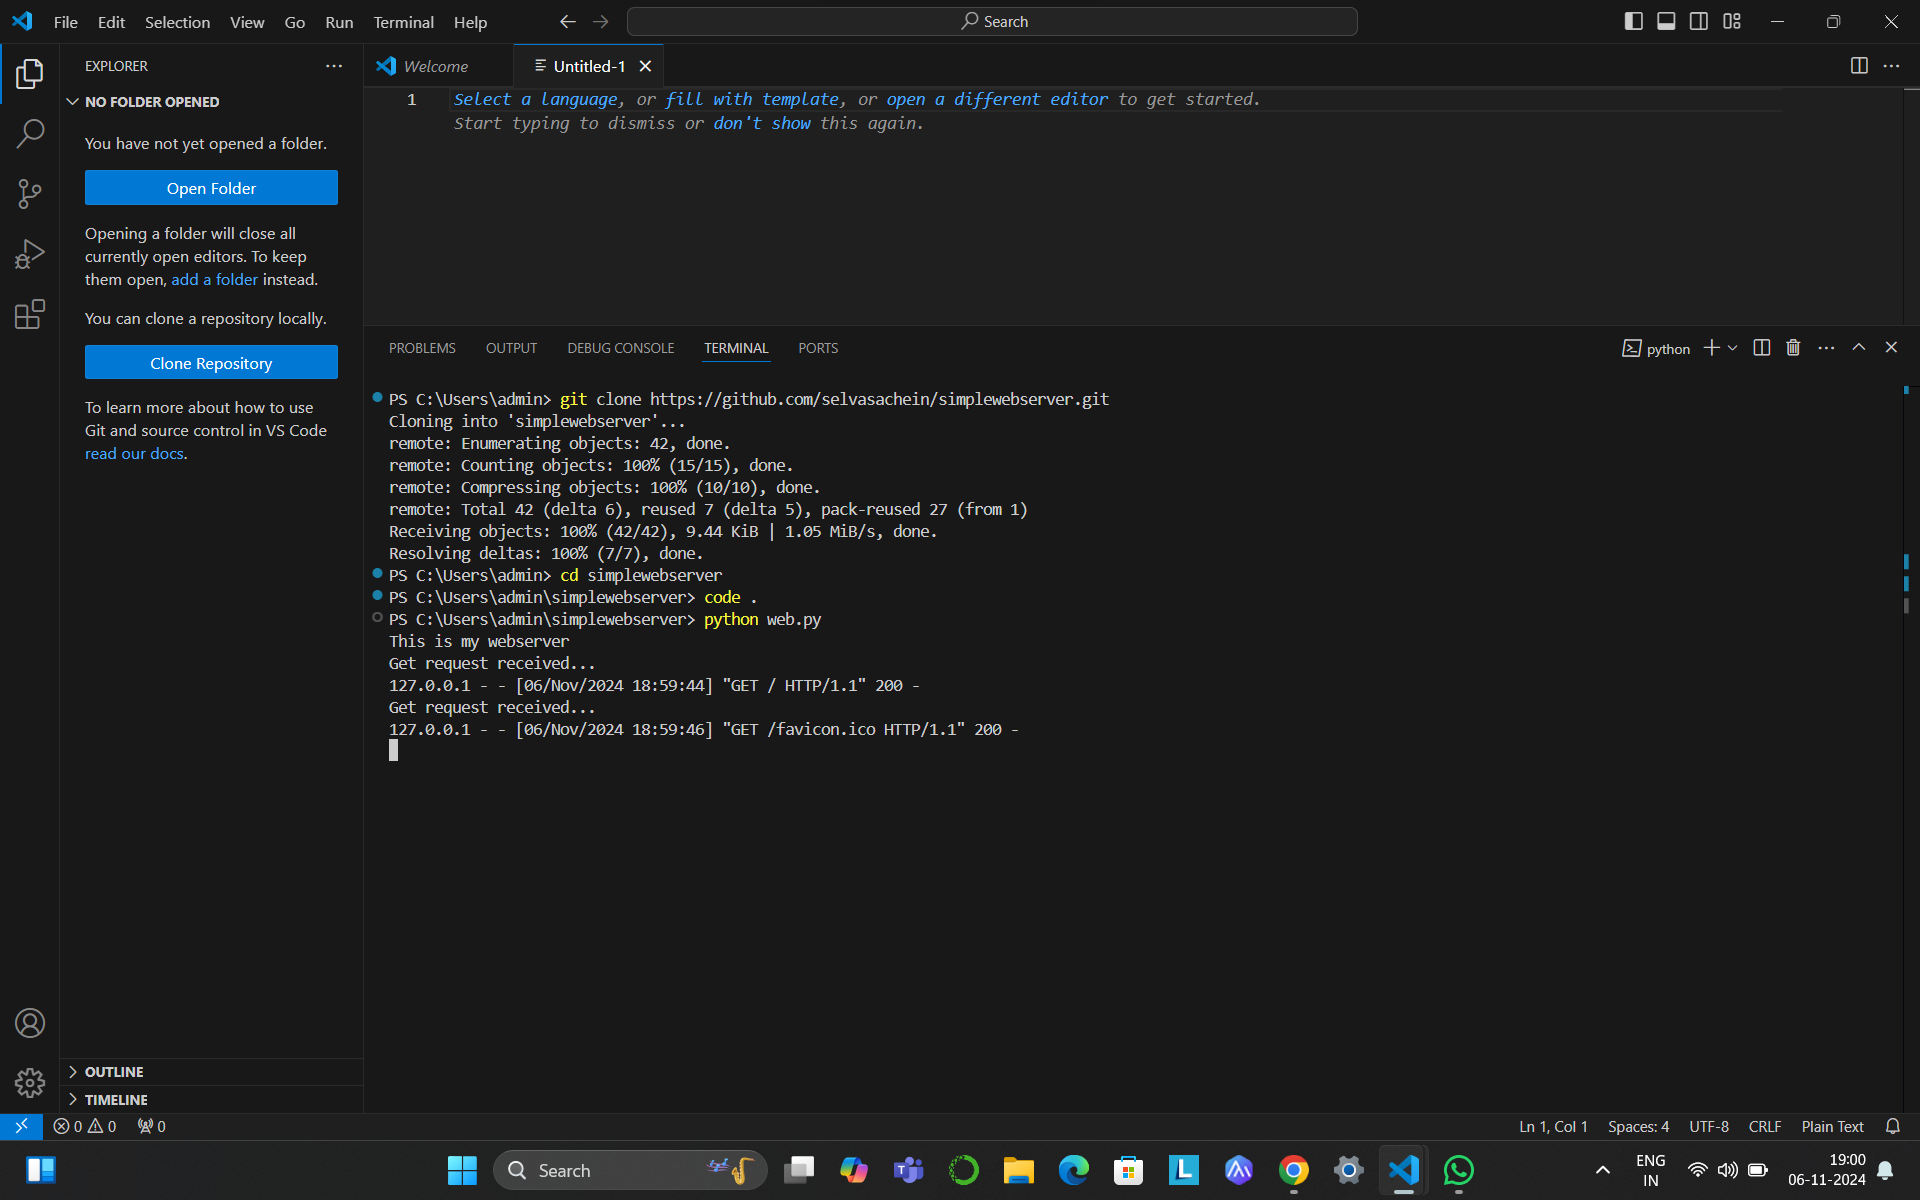 File Edit Selection View Go Run Terminal Help
Search
EXPLORER
NO FOLDER OPENED
You have not yet opened a folder.
Open Folder
Opening a folder will close all
currently open editors. To keep
them open, add a folder instead.
You can clone a repository locally.
Clone Repository
To learn more about how to use
Git and source control in VS Code
read our docs.
OUTLINE
TIMELINE
Welcome
Untitled-1
1
Select a language, or fill with template, or open a different editor to get started.
Start typing to dismiss or don't show this again.
PROBLEMS OUTPUT DEBUG CONSOLE TERMINAL PORTS
python
PS C:\Users\admin> git clone https://github.com/selvasachein/simplewebserver.git
Cloning into 'simplewebserver'...
remote: Enumerating objects: 42, done.
remote: Counting objects: 100% (15/15), done.
remote: Compressing objects: 100% (10/10), done.
remote: Total 42 (delta 6), reused 7 (delta 5), pack-reused 27 (from 1)
Receiving objects: 100% (42/42), 9.44 KiB | 1.05 MiB/s, done.
Resolving deltas: 100% (7/7), done.
PS C:\Users\admin> cd simplewebserver
PS C:\Users\admin\simplewebserver> code .
PS C:\Users\admin\simplewebserver> python web.py
This is my webserver
Get request received...
127.0.0.1 - - [06/Nov/2024 18:59:44] "GET / HTTP/1.1" 200 -
Get request received...
127.0.0.1 - - [06/Nov/2024 18:59:46] "GET /favicon.ico HTTP/1.1" 200 -
0 0 0
Ln 1, Col 1 Spaces: 4 UTF-8 CRLF Plain Text
Search
L
ENG
IN
19:00
06-11-2024